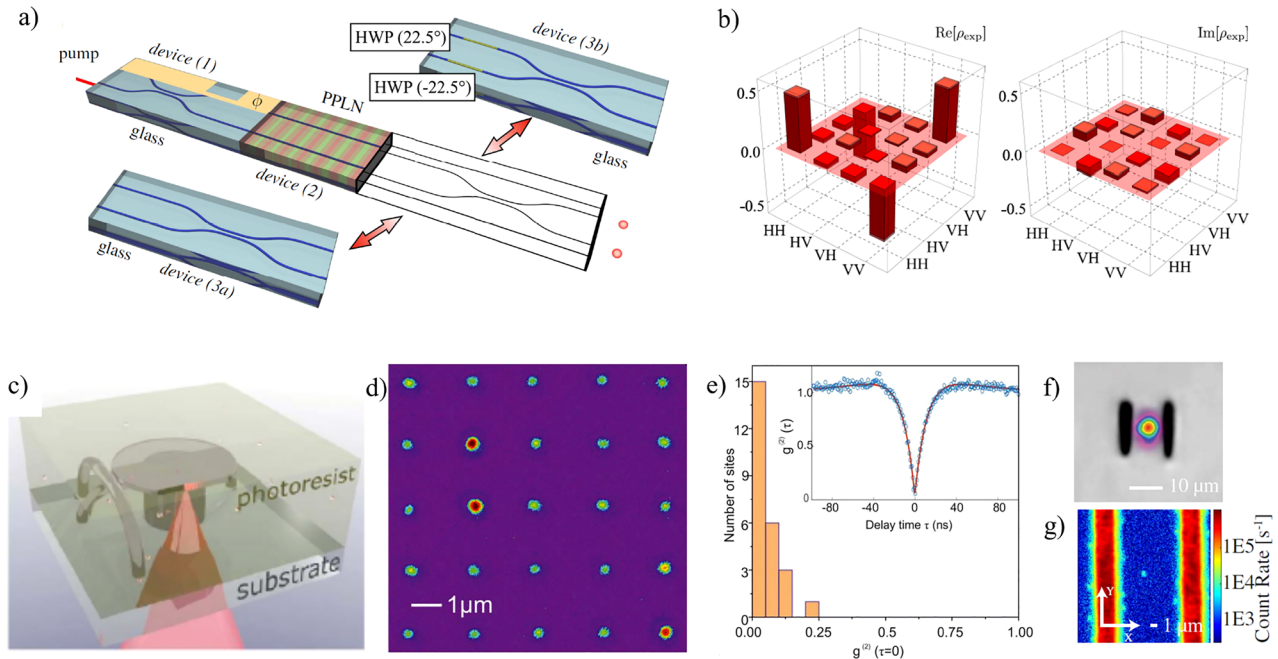 a)
pump
device (1)
ϕ
glass
PPLN
device (2)
HWP (22.5°)
HWP (-22.5°)
device (3b)
glass
glass
device (3a)
b)
Re[ρexp]
0.5
0.0
-0.5
HH
HV
VH
VV
HH
HV
VH
VV
Im[ρexp]
0.5
0.0
-0.5
HH
HV
VH
VV
HH
HV
VH
VV
c)
photoresist
substrate
d)
1μm
e)
Number of sites
15
12
9
6
3
0
0.00
0.25
0.50
0.75
1.00
g⁽²⁾ (τ=0)
g⁽²⁾ (τ)
1.0
0.5
0
-80
-40
0
40
80
Delay time τ (ns)
f)
10 μm
g)
Y
X
1 μm
1E5
1E4
1E3
Count Rate [s⁻¹]